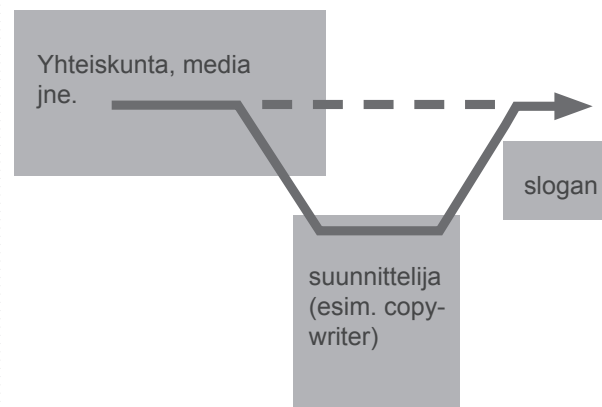 Yhteiskunta, media
jne.
slogan
suunnittelija
(esim. copy-
writer)